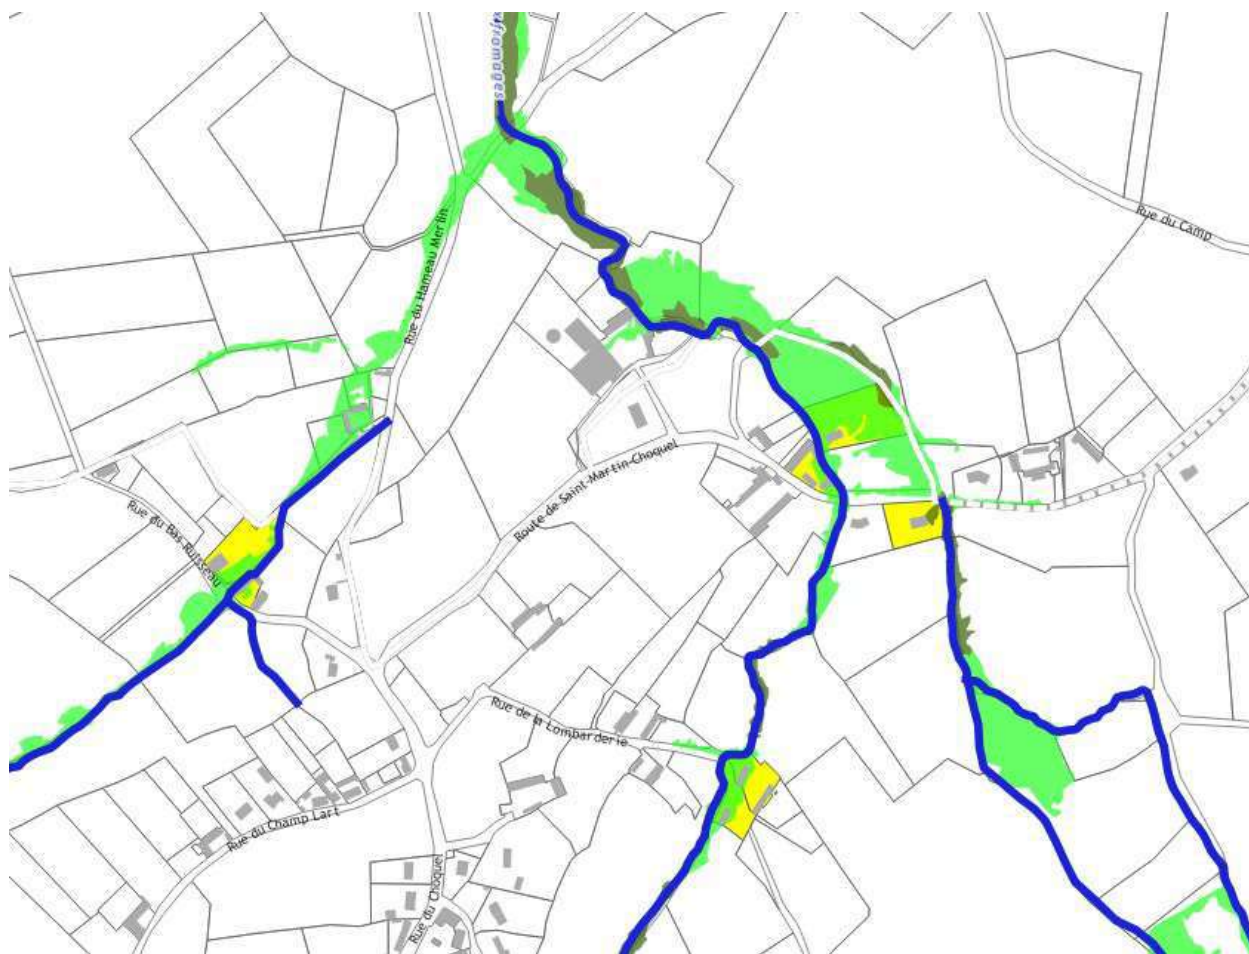 xfromages
Rue du Camp
Rue du Hameau Merlin
Route de Saint-Martin-Choquel
Rue du Bas-Ruisseau
Rue de la Lombarderie
Rue du Champ Lart
Rue du Choquel